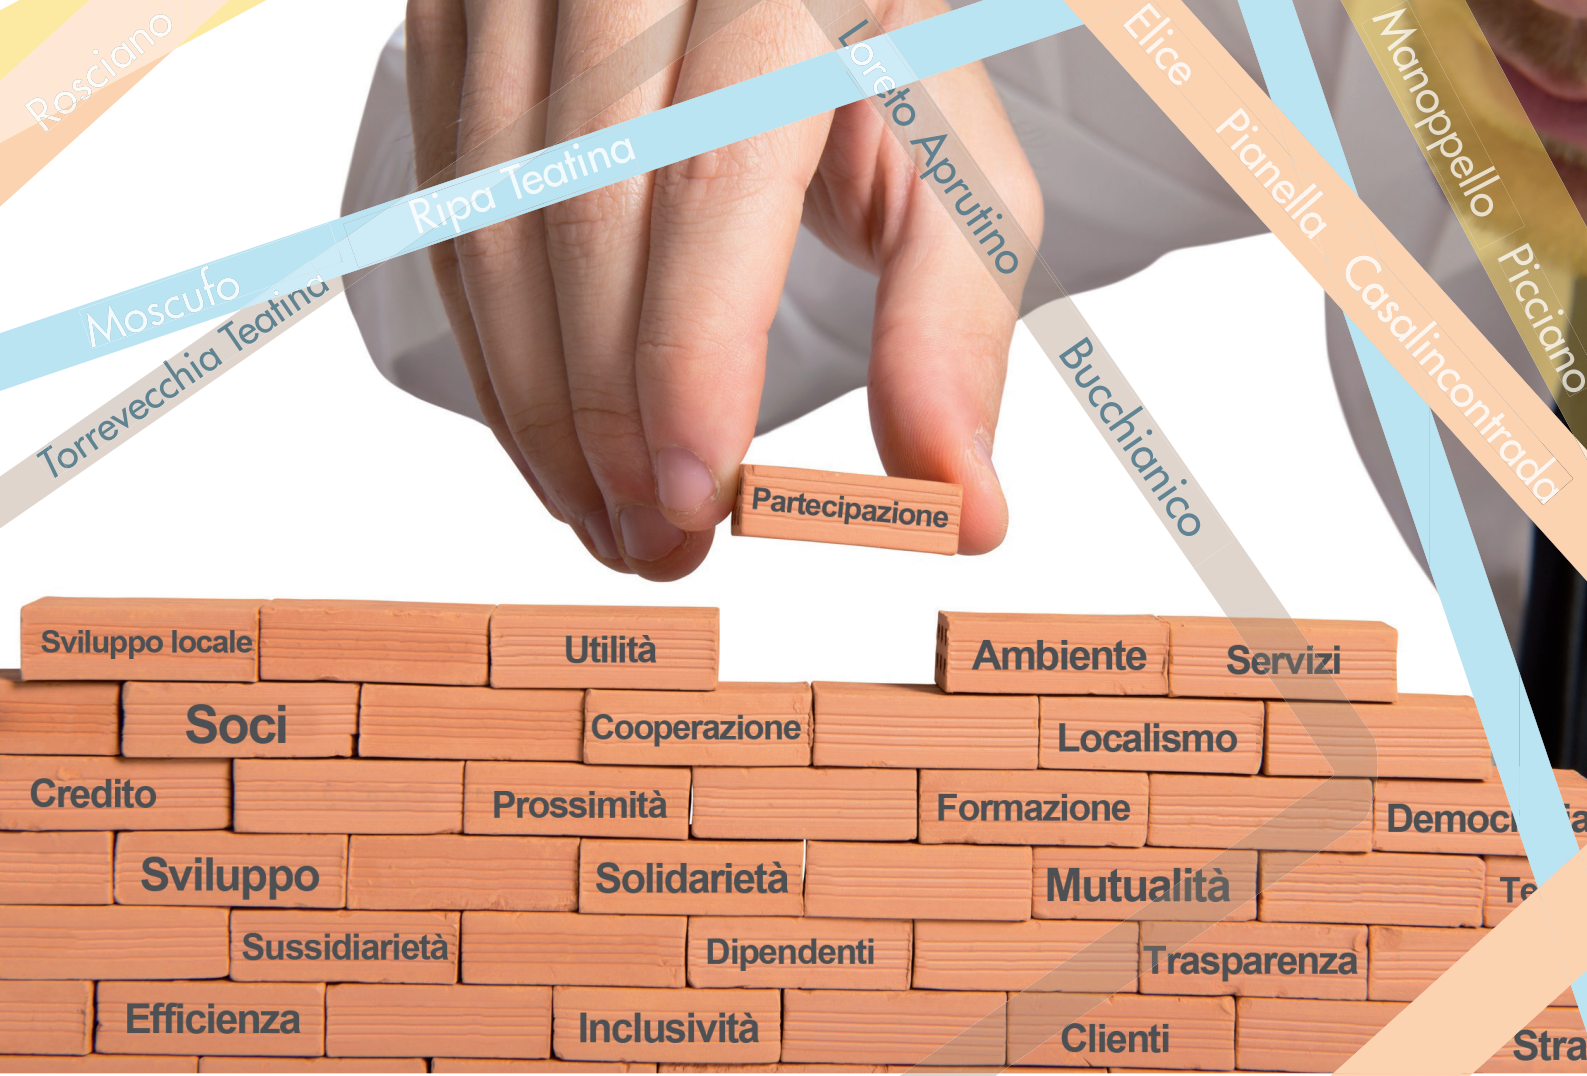 Rosciano
Moscufo
Ripa Teatina
Torrevecchia Teatina
Loreto Aprutino
Bucchianico
Elice
Pianella
Casalincontrada
Manoppello
Picciano
Partecipazione
Sviluppo locale
Utilità
Ambiente
Servizi
Soci
Cooperazione
Localismo
Credito
Prossimità
Formazione
Sviluppo
Solidarietà
Mutualità
Sussidiarietà
Dipendenti
Trasparenza
Efficienza
Inclusività
Clienti